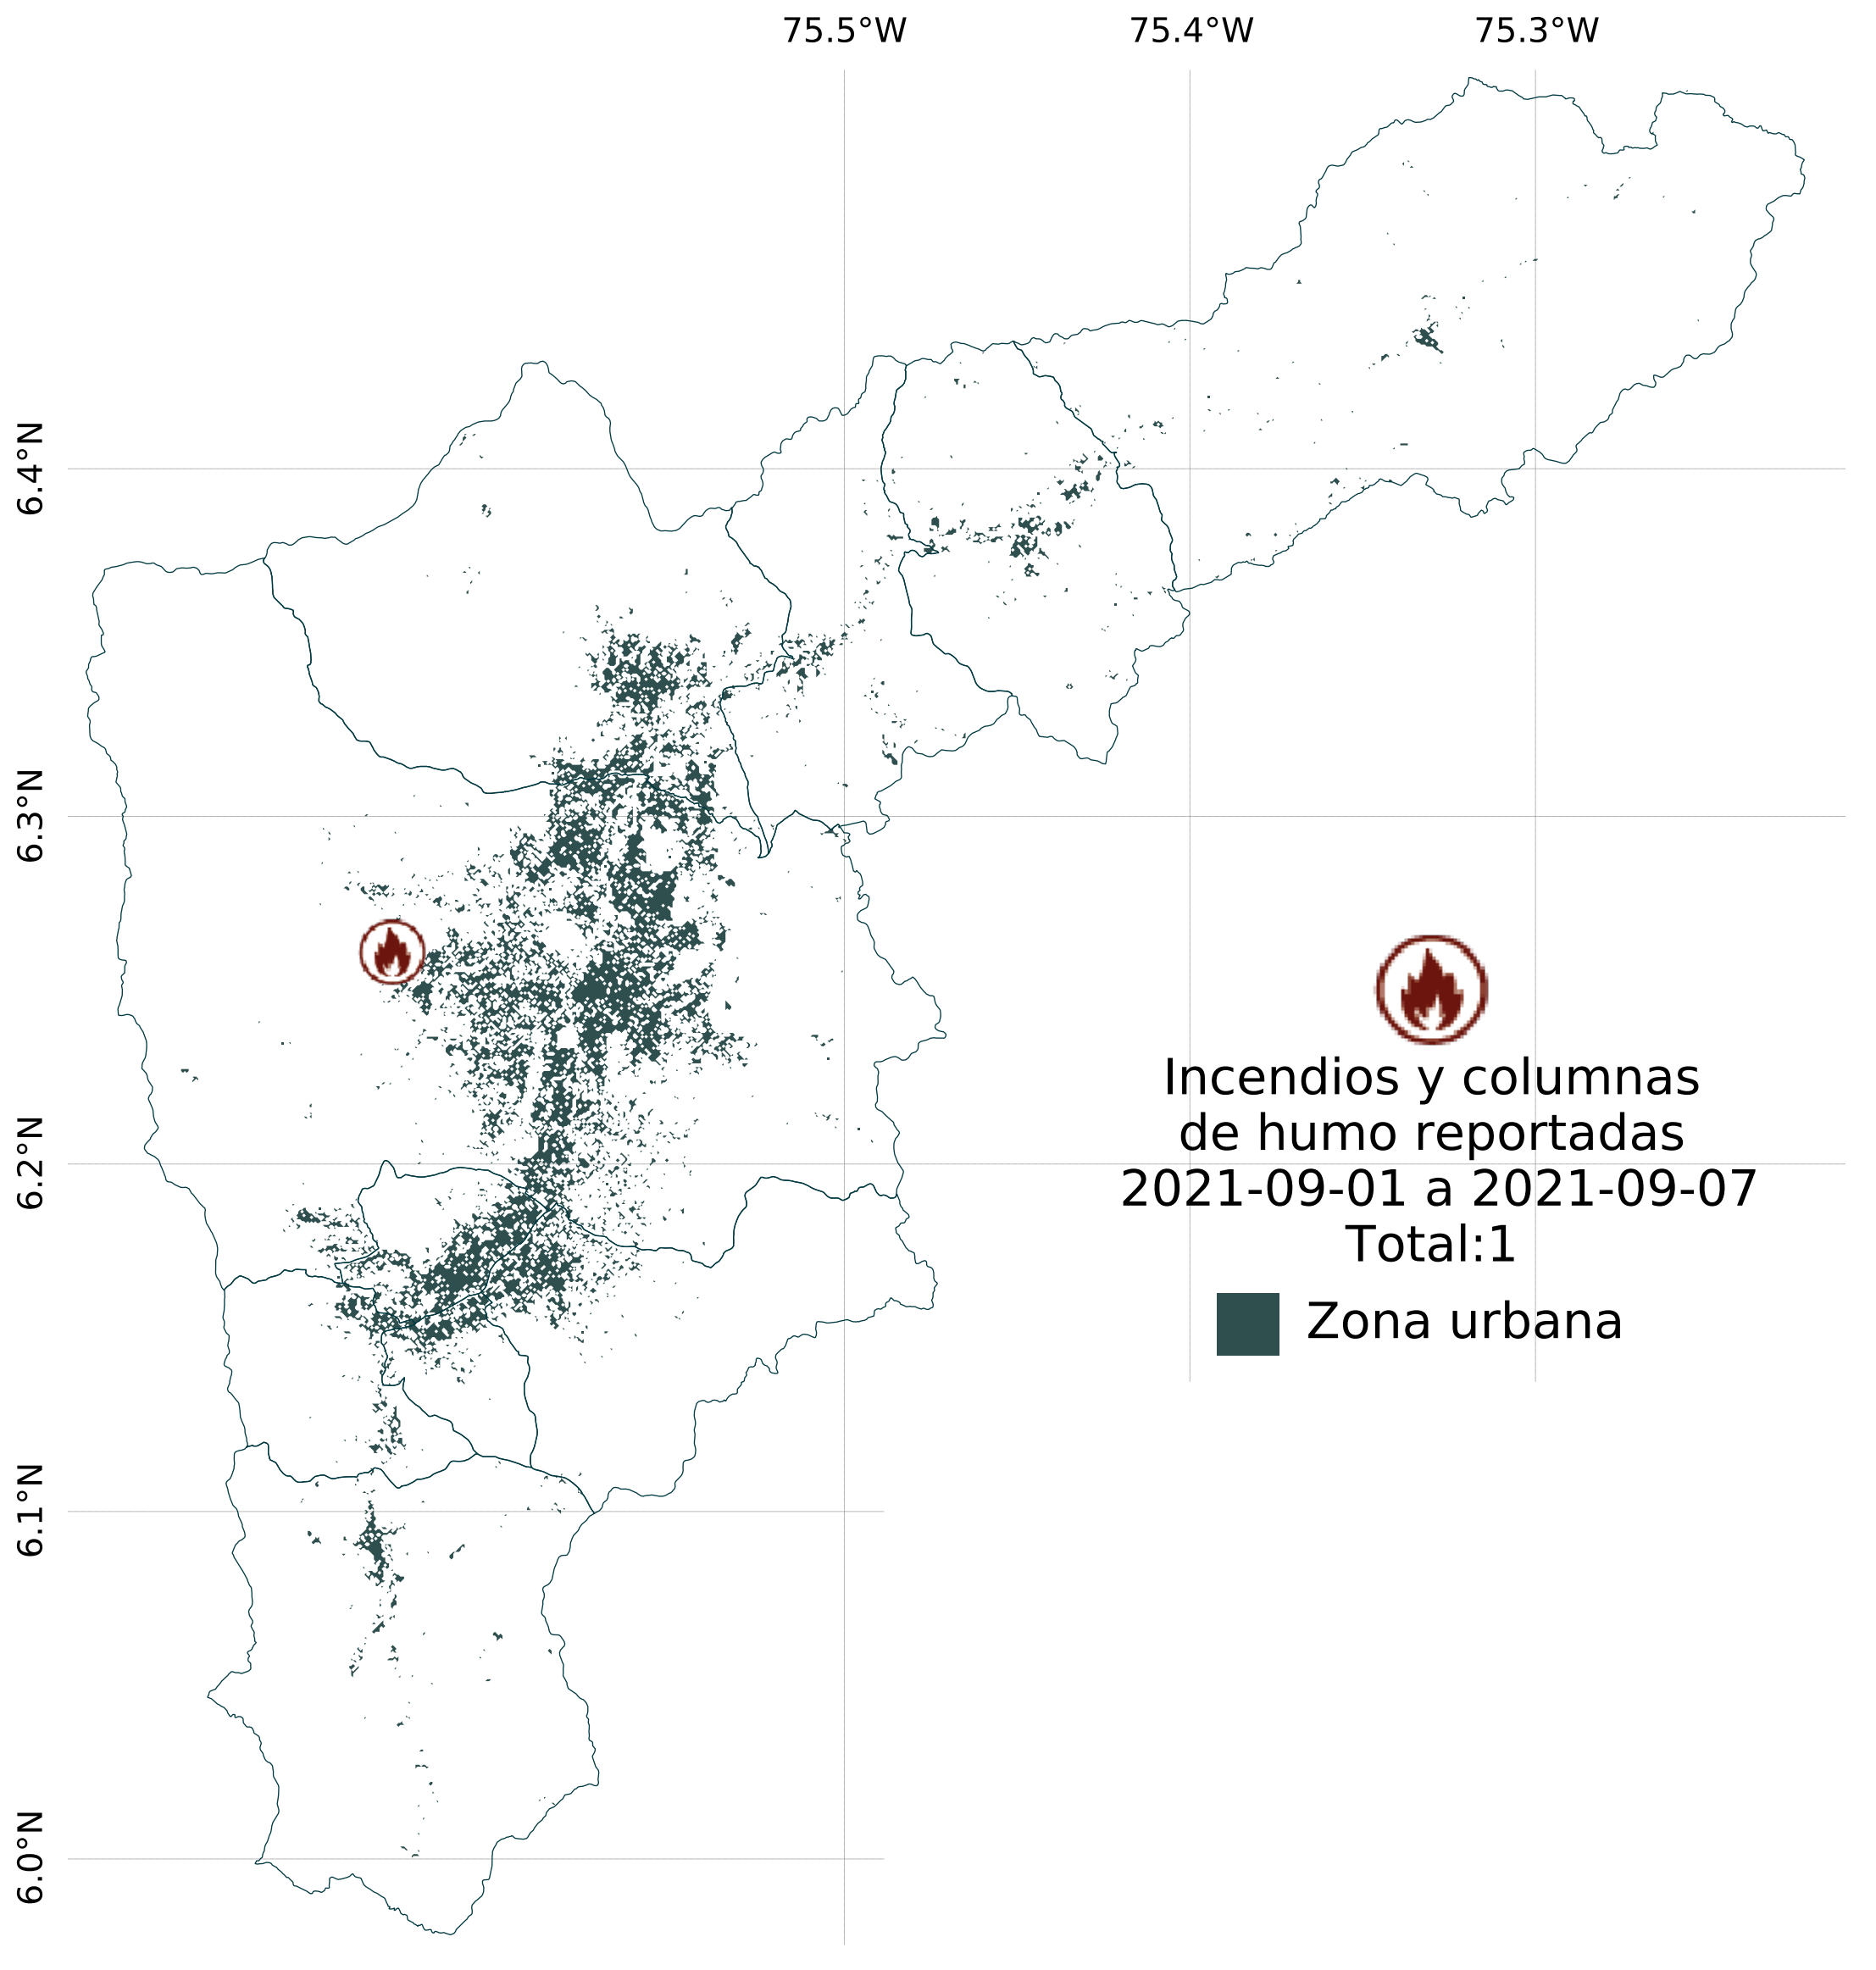 75.5°W 75.4°W 75.3°W
6.4°N
6.3°N
6.2°N
6.1°N
6.0°N
Incendios y columnas
de humo reportadas
2021-09-01 a 2021-09-07
Total:1
Zona urbana